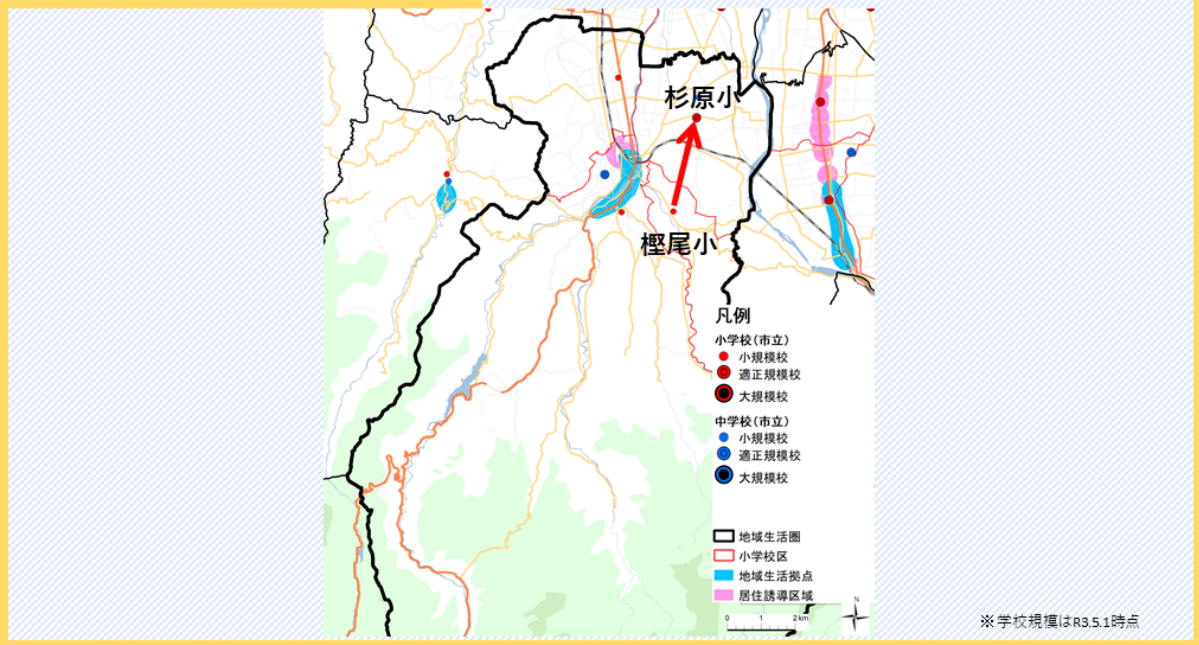 杉原小
樫尾小
凡例
小学校(市立)
小規模校
適正規模校
大規模校
中学校(市立)
小規模校
適正規模校
大規模校
地域生活圏
小学校区
地域生活拠点
居住誘導区域
N
0 1 2km
※ 学校規模はR3.5.1時点